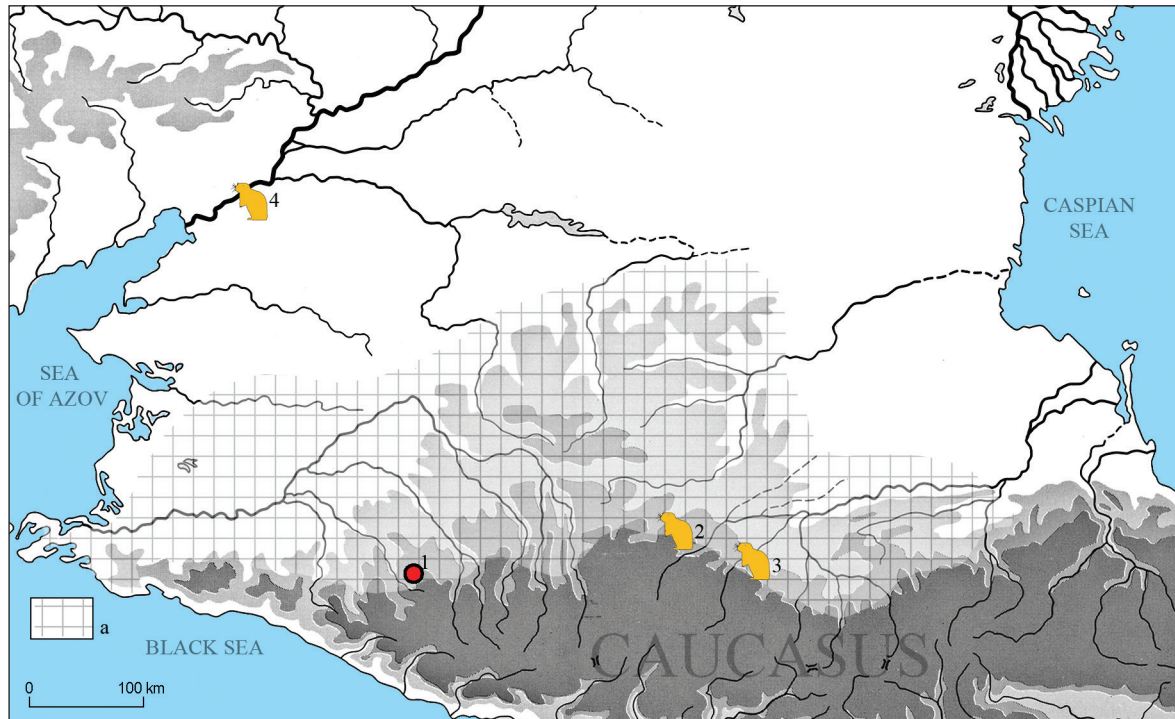 CASPIAN
SEA
4
SEA
OF AZOV
2
3
1
a
BLACK SEA
CAUCASUS
0 100 km